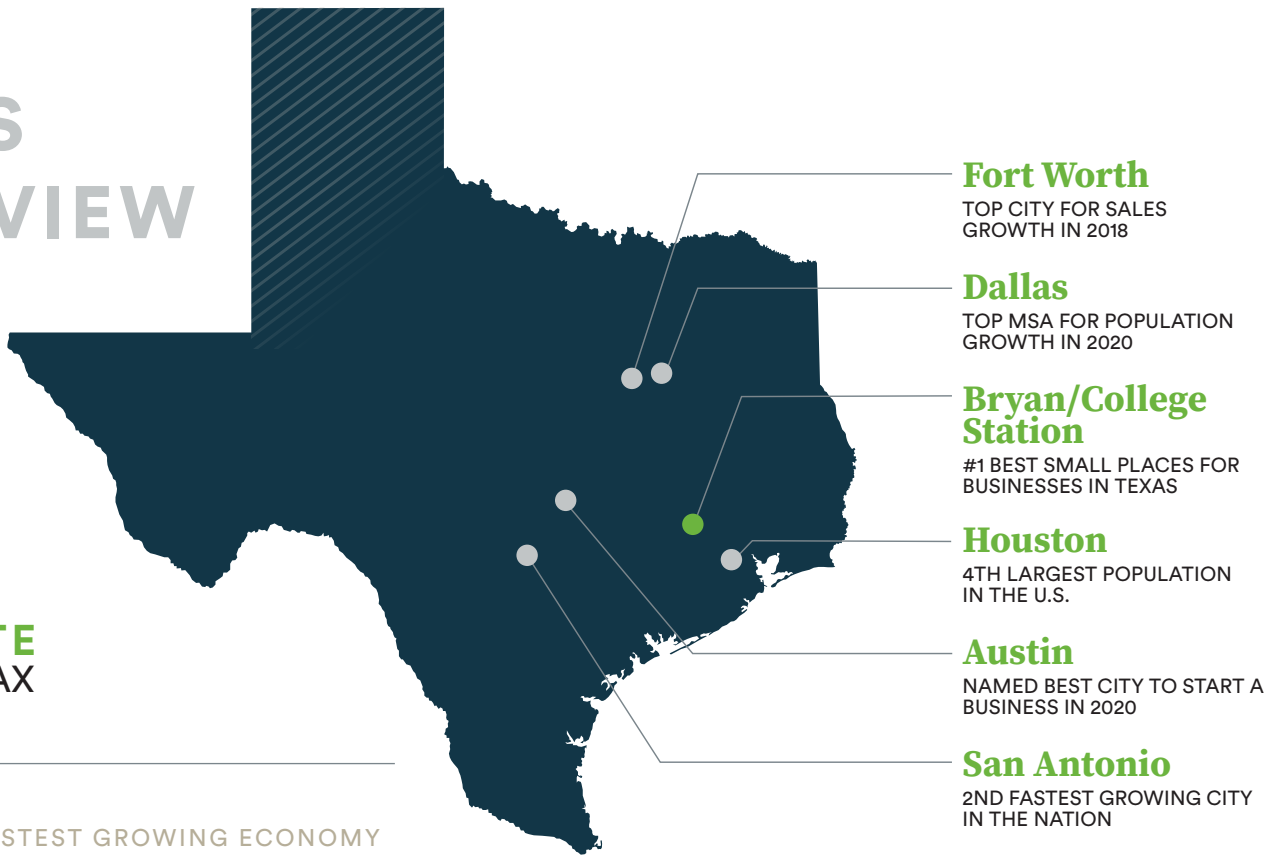 S
VIEW
TE
AX
STEST GROWING ECONOMY
Fort Worth
TOP CITY FOR SALES
GROWTH IN 2018
Dallas
TOP MSA FOR POPULATION
GROWTH IN 2020
Bryan/College
Station
#1 BEST SMALL PLACES FOR
BUSINESSES IN TEXAS
Houston
4TH LARGEST POPULATION
IN THE U.S.
Austin
NAMED BEST CITY TO START A
BUSINESS IN 2020
San Antonio
2ND FASTEST GROWING CITY
IN THE NATION